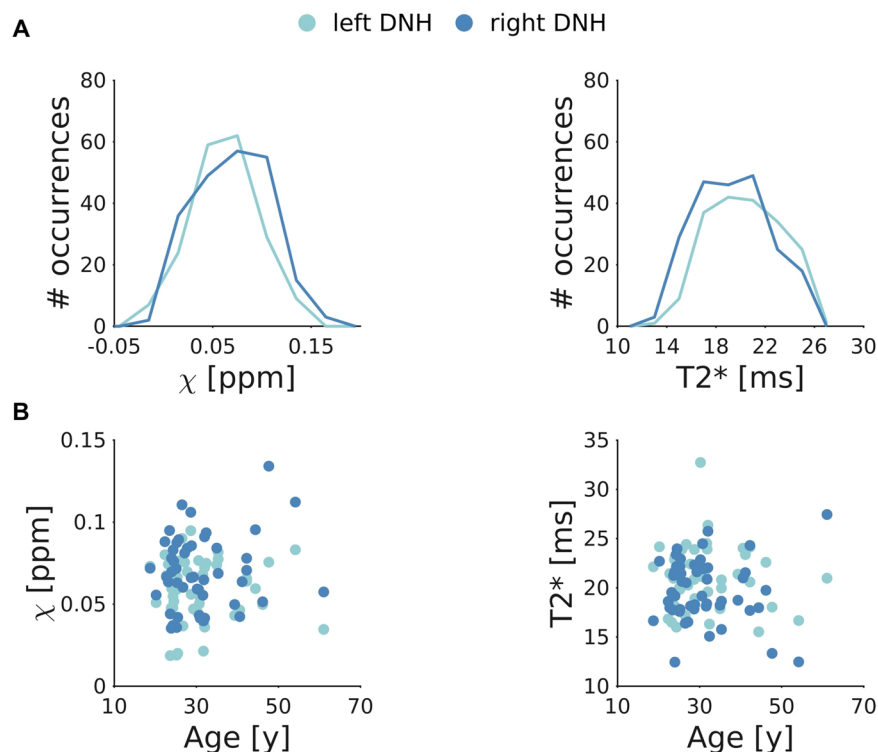 A
left DNH right DNH
# occurrences
80
60
40
20
0
-0.05 0.05 0.15
χ [ppm]
# occurrences
80
60
40
20
0
10 14 18 22 26 30
T2* [ms]
B
χ [ppm]
0.15
0.1
0.05
0
10 30 50 70
Age [y]
T2* [ms]
35
30
25
20
15
10
10 30 50 70
Age [y]